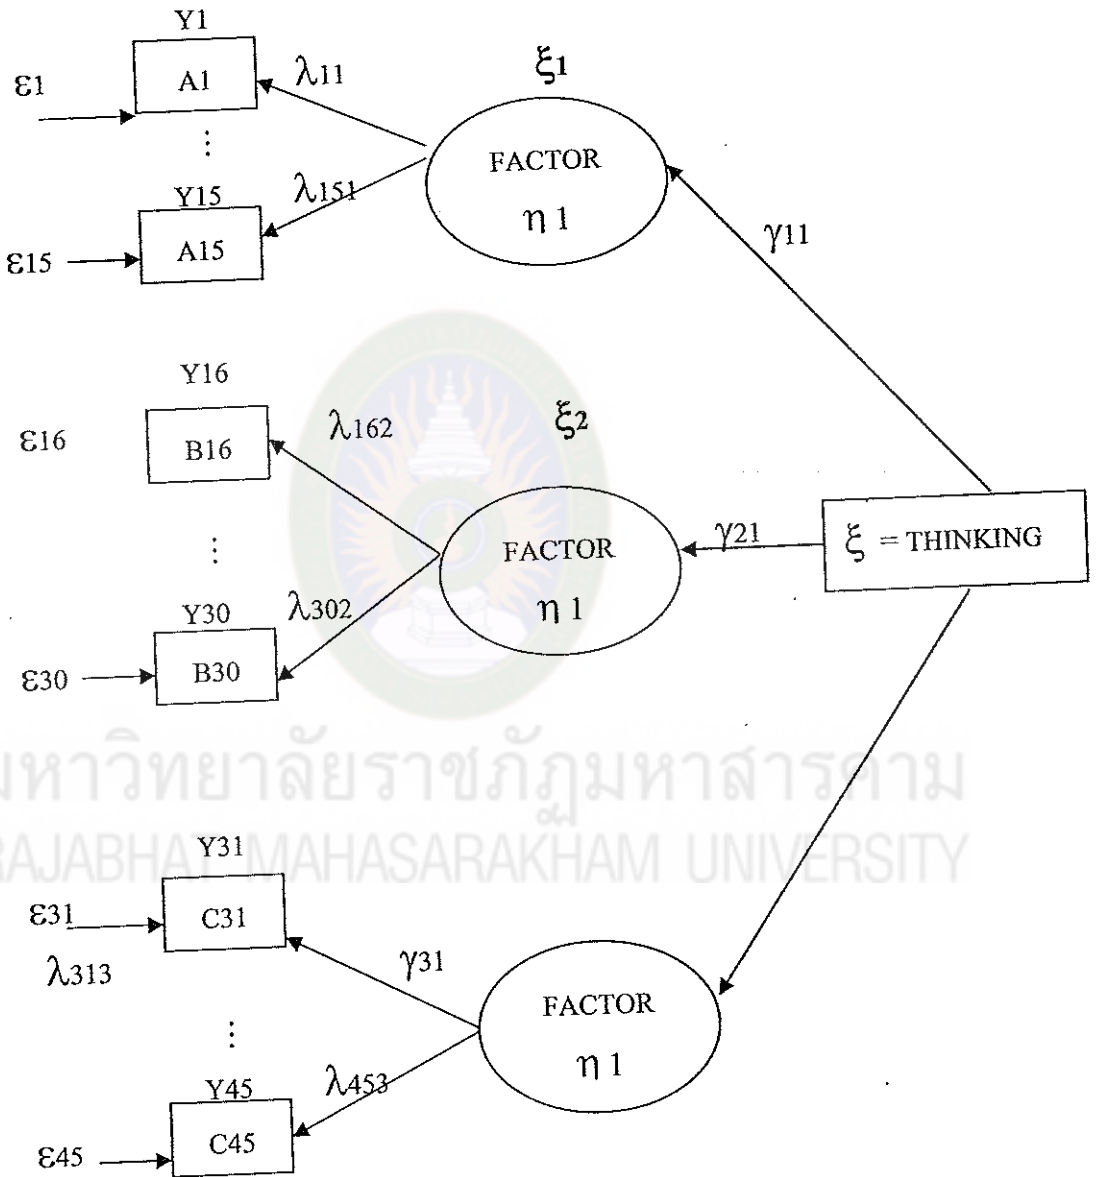 Y1
ε1
A1
λ11
ξ1
⋮
FACTOR
η 1
Y15
λ151
ε15
A15
γ11
Y16
ε16
B16
λ162
ξ2
⋮
FACTOR
η 1
γ21
ξ = THINKING
Y30
λ302
ε30
B30
มหาวิทยาลัยราชภัฏมหาสารคาม
RAJABHAT MAHASARAKHAM UNIVERSITY
Y31
ε31
C31
λ313
γ31
⋮
FACTOR
η 1
Y45
λ453
ε45
C45